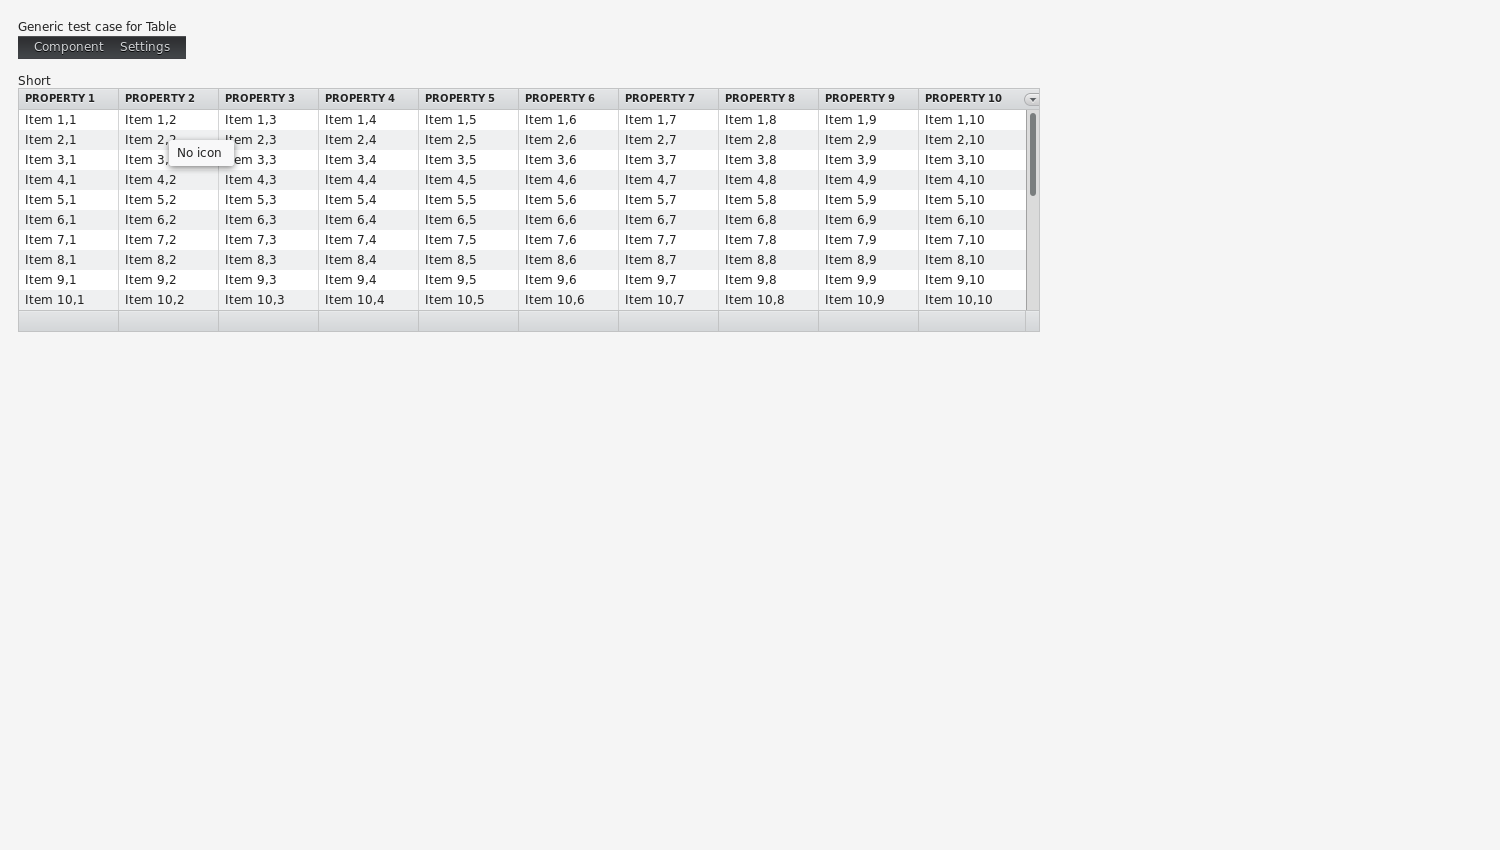 Generic test case for Table
Component Settings
Short
PROPERTY 1 PROPERTY 2 PROPERTY 3 PROPERTY 4 PROPERTY 5 PROPERTY 6 PROPERTY 7 PROPERTY 8 PROPERTY 9 PROPERTY 10
Item 1,1 Item 1,2 Item 1,3 Item 1,4 Item 1,5 Item 1,6 Item 1,7 Item 1,8 Item 1,9 Item 1,10
Item 2,1 Item 2,2 Item 2,3 Item 2,4 Item 2,5 Item 2,6 Item 2,7 Item 2,8 Item 2,9 Item 2,10
No icon
Item 3,1 Item 3, Item 3,3 Item 3,4 Item 3,5 Item 3,6 Item 3,7 Item 3,8 Item 3,9 Item 3,10
Item 4,1 Item 4,2 Item 4,3 Item 4,4 Item 4,5 Item 4,6 Item 4,7 Item 4,8 Item 4,9 Item 4,10
Item 5,1 Item 5,2 Item 5,3 Item 5,4 Item 5,5 Item 5,6 Item 5,7 Item 5,8 Item 5,9 Item 5,10
Item 6,1 Item 6,2 Item 6,3 Item 6,4 Item 6,5 Item 6,6 Item 6,7 Item 6,8 Item 6,9 Item 6,10
Item 7,1 Item 7,2 Item 7,3 Item 7,4 Item 7,5 Item 7,6 Item 7,7 Item 7,8 Item 7,9 Item 7,10
Item 8,1 Item 8,2 Item 8,3 Item 8,4 Item 8,5 Item 8,6 Item 8,7 Item 8,8 Item 8,9 Item 8,10
Item 9,1 Item 9,2 Item 9,3 Item 9,4 Item 9,5 Item 9,6 Item 9,7 Item 9,8 Item 9,9 Item 9,10
Item 10,1 Item 10,2 Item 10,3 Item 10,4 Item 10,5 Item 10,6 Item 10,7 Item 10,8 Item 10,9 Item 10,10